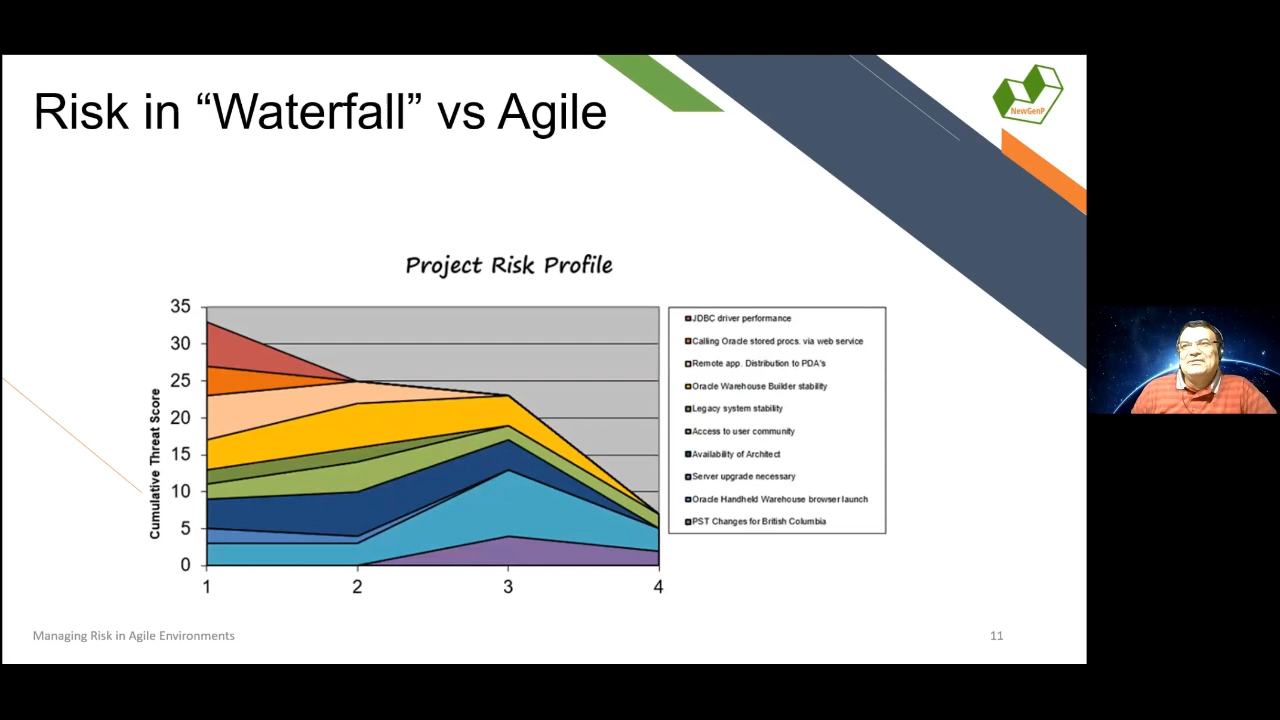 Risk in “Waterfall” vs Agile
NewGenP
Project Risk Profile
Cumulative Threat Score
35
30
25
20
15
10
5
0
1 2 3 4
JDBC driver performance
Calling Oracle stored procs. via web service
Remote app. Distribution to PDA's
Oracle Warehouse Builder stability
Legacy system stability
Access to user community
Availability of Architect
Server upgrade necessary
Oracle Handheld Warehouse browser launch
PST Changes for British Columbia
Managing Risk in Agile Environments
11